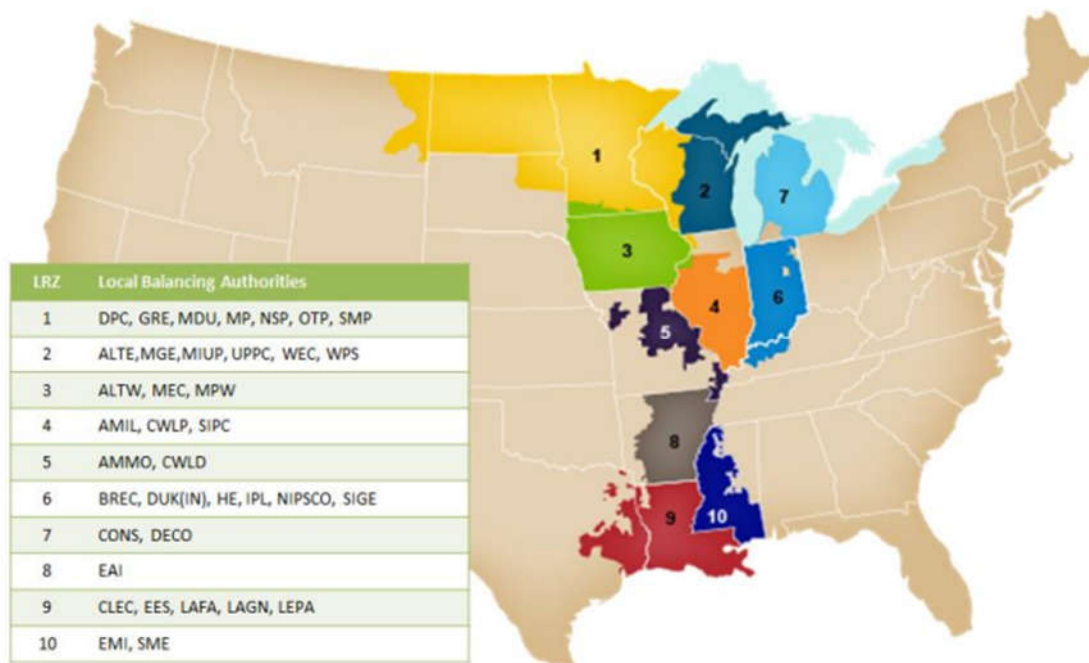 1
2
7
3
6
4
5
8
9
10
LRZ Local Balancing Authorities
1 DPC, GRE, MDU, MP, NSP, OTP, SMP
2 ALTE,MGE,MIUP, UPPC, WEC, WPS
3 ALTW, MEC, MPW
4 AMIL, CWLP, SIPC
5 AMMO, CWLD
6 BREC, DUK(IN), HE, IPL, NIPSCO, SIGE
7 CONS, DECO
8 EAI
9 CLEC, EES, LAFA, LAGN, LEPA
10 EMI, SME